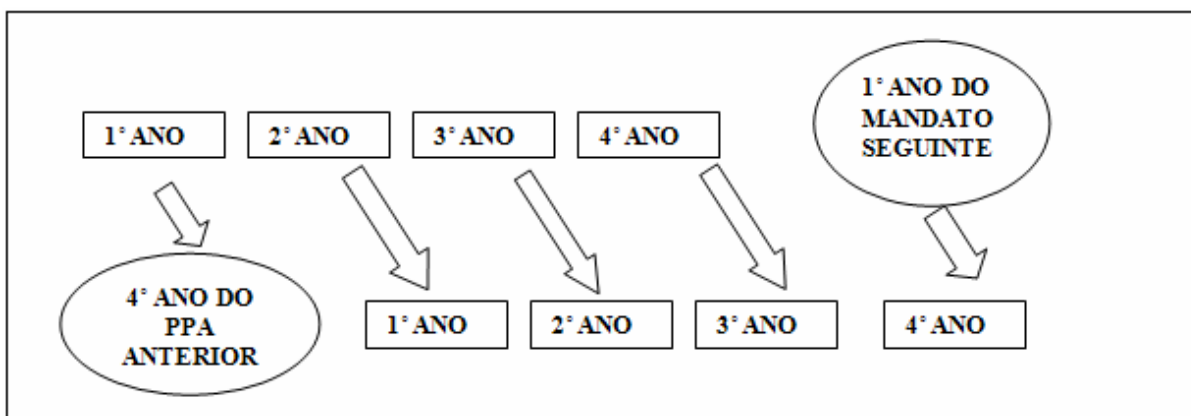 1° ANO
2° ANO
3° ANO
4° ANO
1° ANO DO
MANDATO
SEGUINTE
4° ANO DO
PPA
ANTERIOR
1° ANO
2° ANO
3° ANO
4° ANO